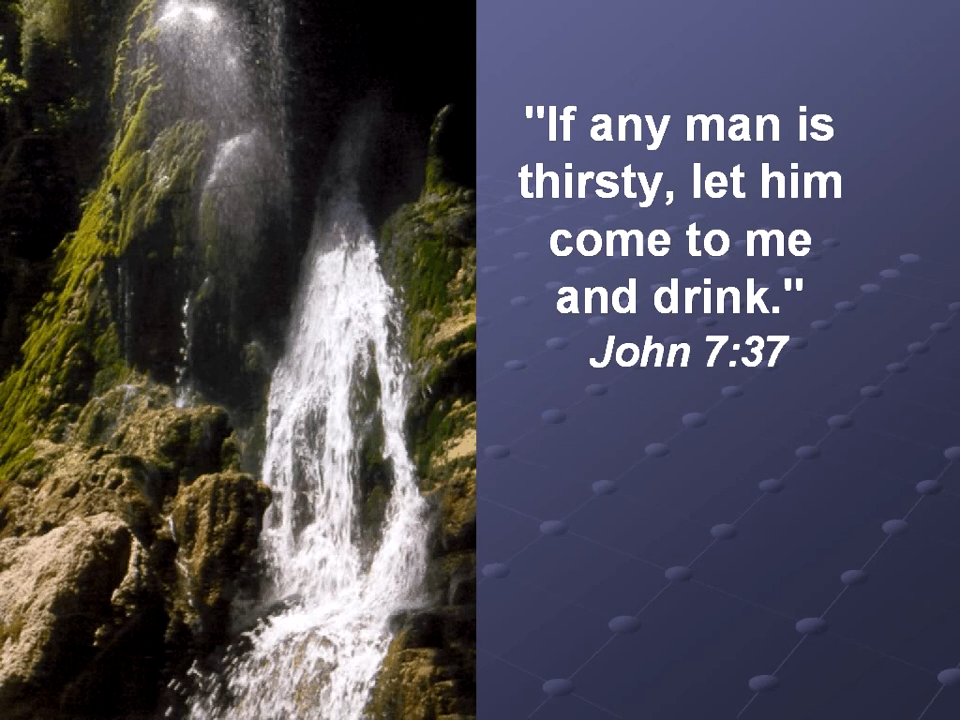 "If any man is
thirsty, let him
come to me
and drink."
John 7:37